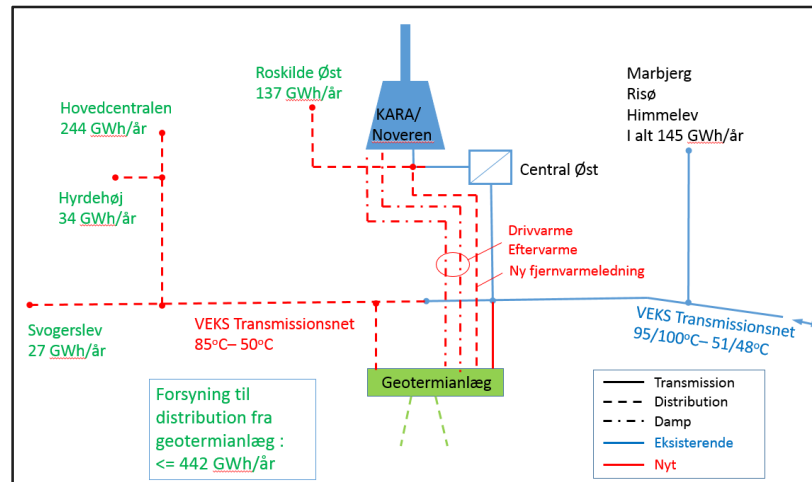 Roskilde Øst
137 GWh/år
Hovedcentralen
244 GWh/år
Hyrdehøj
34 GWh/år
Svogerslev
27 GWh/år
KARA/
Noveren
Central Øst
Marbjerg
Risø
Himmelev
I alt 145 GWh/år
Drivvarme
Eftervarme
Ny fjernvarmeledning
VEKS Transmissionsnet
85°C– 50°C
VEKS Transmissionsnet
95/100°C– 51/48°C
Geotermianlæg
Forsyning til
distribution fra
geotermianlæg :
<= 442 GWh/år
Transmission
Distribution
Damp
Eksisterende
Nyt